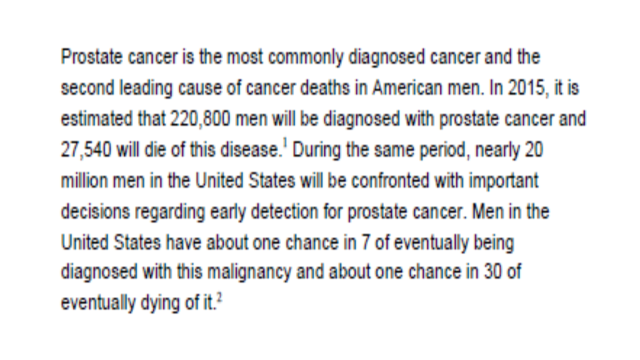 Prostate cancer is the most commonly diagnosed cancer and the
second leading cause of cancer deaths in American men. In 2015, it is
estimated that 220,800 men will be diagnosed with prostate cancer and
27,540 will die of this disease.¹ During the same period, nearly 20
million men in the United States will be confronted with important
decisions regarding early detection for prostate cancer. Men in the
United States have about one chance in 7 of eventually being
diagnosed with this malignancy and about one chance in 30 of
eventually dying of it.²